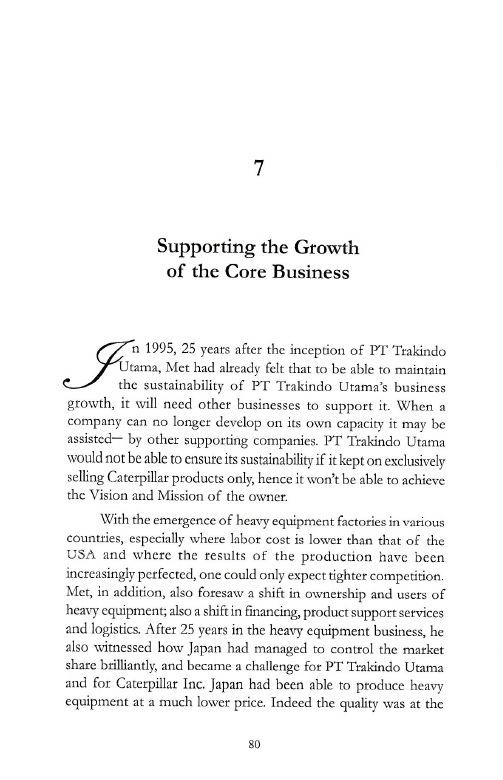 7
Supporting the Growth
of the Core Business
In 1995, 25 years after the inception of PT Trakindo
Utama, Met had already felt that to be able to maintain
the sustainability of PT Trakindo Utama's business
growth, it will need other businesses to support it. When a
company can no longer develop on its own capacity it may be
assisted— by other supporting companies. PT Trakindo Utama
would not be able to ensure its sustainability if it kept on exclusively
selling Caterpillar products only, hence it won't be able to achieve
the Vision and Mission of the owner.
With the emergence of heavy equipment factories in various
countries, especially where labor cost is lower than that of the
USA and where the results of the production have been
increasingly perfected, one could only expect tighter competition.
Met, in addition, also foresaw a shift in ownership and users of
heavy equipment; also a shift in financing, product support services
and logistics. After 25 years in the heavy equipment business, he
also witnessed how Japan had managed to control the market
share brilliantly, and became a challenge for PT Trakindo Utama
and for Caterpillar Inc. Japan had been able to produce heavy
equipment at a much lower price. Indeed the quality was at the
80